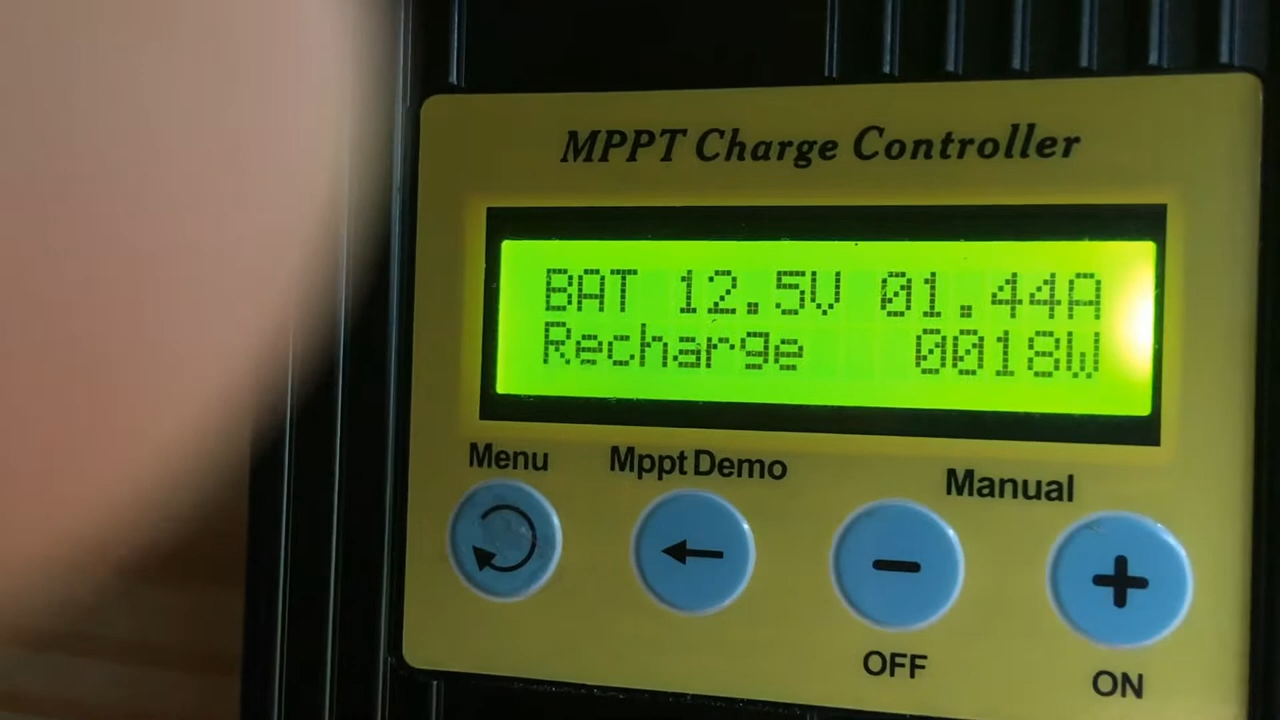 MPPT Charge Controller
BAT 12.5V 01.44A
Recharge 0018W
Menu Mppt Demo Manual
OFF ON